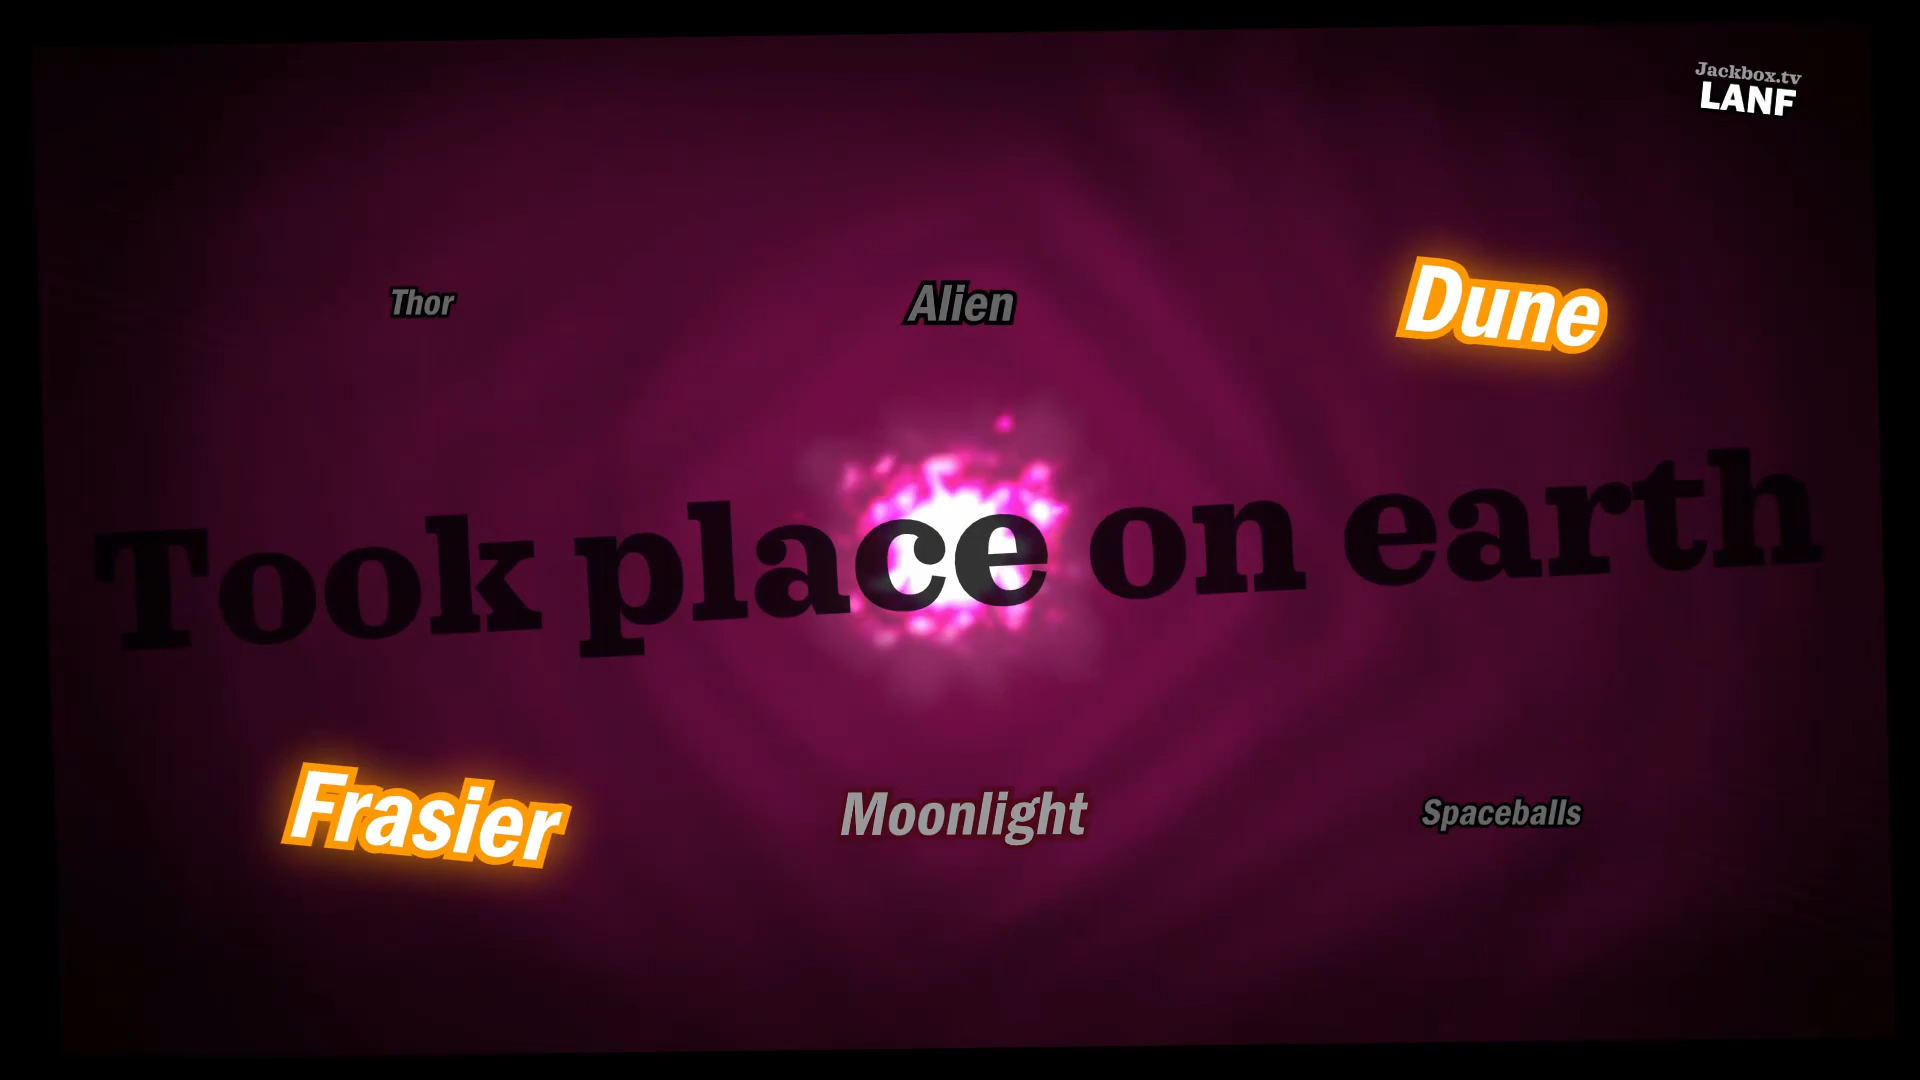 Jackbox.tv
LANF
Thor
Alien
Dune
Took place on earth
Frasier
Moonlight
Spaceballs